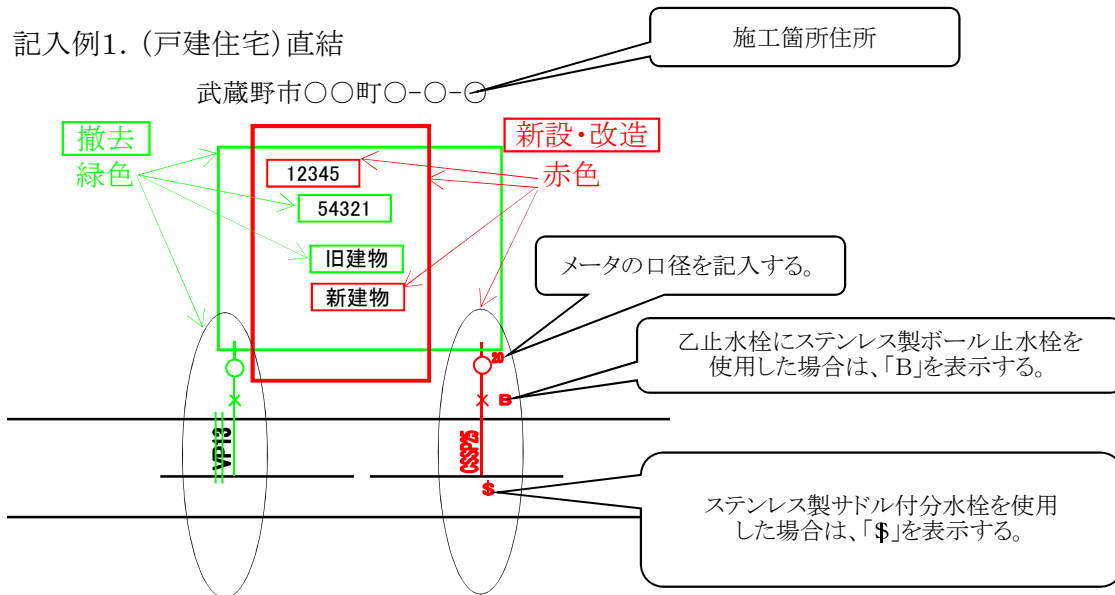 記入例1. (戸建住宅)直結
施工箇所住所
武蔵野市○○町○-○-○
撤去
緑色
新設・改造
赤色
12345
54321
旧建物
新建物
メータの口径を記入する。
20
乙止水栓にステンレス製ボール止水栓を
使用した場合は、「B」を表示する。
B
VP13
CSSP25
$
ステンレス製サドル付分水栓を使用
した場合は、「$」を表示する。